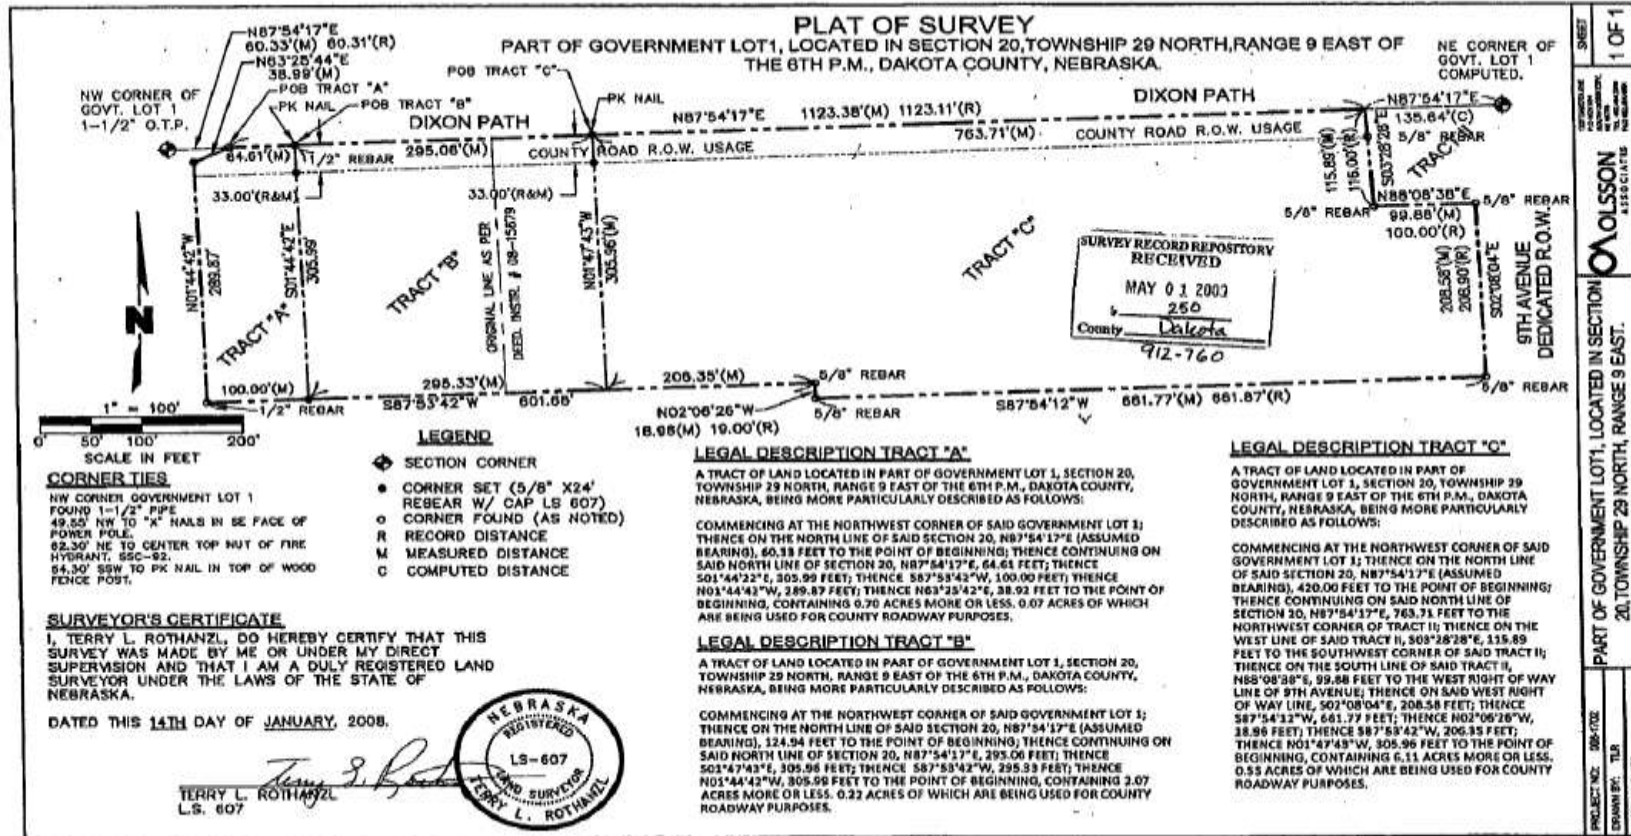 PLAT OF SURVEY
PART OF GOVERNMENT LOT1, LOCATED IN SECTION 20,TOWNSHIP 29 NORTH,RANGE 9 EAST OF
THE 6TH P.M., DAKOTA COUNTY, NEBRASKA.
N87°54'17"E
60.33'(M) 60.31'(R)
N63°25'44"E
38.99'(M)
POB TRACT "A"
PK NAIL
POB TRACT "B"
NW CORNER OF
GOVT. LOT 1
1-1/2" O.T.P.
POB TRACT "C"
PK NAIL
DIXON PATH
N87°54'17"E 1123.38'(M) 1123.11'(R)
DIXON PATH
NE CORNER OF
GOVT. LOT 1
COMPUTED.
N87°54'17"E
135.64'(C)
5/8" REBAR
64.61'(M)
1/2" REBAR
295.06'(M)
COUNTY ROAD R.O.W. USAGE
763.71'(M)
COUNTY ROAD R.O.W. USAGE
33.00'(R&M)
33.00'(R&M)
115.89'(M)
116.00'(R)
S03°28'28"E
TRACT
N88°08'38"E
99.88'(M)
100.00'(R)
5/8" REBAR
5/8" REBAR
N01°44'42"W
289.87'
S01°44'42"E
305.99'
TRACT "A"
TRACT "B"
ORIGINAL LINE AS PER
DEED. INSTR. # 08-15679
N01°47'43"W
305.96'(M)
TRACT "C"
SURVEY RECORD REPOSITORY
RECEIVED
MAY 01 2003
250
County Dakota
912-760
208.58'(M)
208.90'(R)
S02°08'04"E
9TH AVENUE
DEDICATED R.O.W.
N
100.00'(M)
1/2" REBAR
295.33'(M)
S87°53'42"W 601.68'
206.35'(M)
5/8" REBAR
N02°06'26"W
18.96(M) 19.00'(R)
5/8" REBAR
S87°54'12"W 661.77'(M) 661.87'(R)
5/8" REBAR
1" = 100'
0' 50' 100' 200'
SCALE IN FEET
CORNER TIES
NW CORNER GOVERNMENT LOT 1
FOUND 1-1/2" PIPE
49.55' NW TO "X" NAILS IN SE FACE OF
POWER POLE.
62.30' NE TO CENTER TOP NUT OF FIRE
HYDRANT. SSC-92.
54.30' SSW TO PK NAIL IN TOP OF WOOD
FENCE POST.
LEGEND
SECTION CORNER
CORNER SET (5/8" X24'
REBEAR W/ CAP LS 607)
CORNER FOUND (AS NOTED)
R RECORD DISTANCE
M MEASURED DISTANCE
C COMPUTED DISTANCE
SURVEYOR'S CERTIFICATE
I, TERRY L. ROTHANZL, DO HEREBY CERTIFY THAT THIS
SURVEY WAS MADE BY ME OR UNDER MY DIRECT
SUPERVISION AND THAT I AM A DULY REGISTERED LAND
SURVEYOR UNDER THE LAWS OF THE STATE OF
NEBRASKA.
DATED THIS 14TH DAY OF JANUARY, 2008.
TERRY L. ROTHANZL
L.S. 607
NEBRASKA
REGISTERED
LS-607
LAND SURVEYOR
TERRY L. ROTHANZL
LEGAL DESCRIPTION TRACT "A"
A TRACT OF LAND LOCATED IN PART OF GOVERNMENT LOT 1, SECTION 20,
TOWNSHIP 29 NORTH, RANGE 9 EAST OF THE 6TH P.M., DAKOTA COUNTY,
NEBRASKA, BEING MORE PARTICULARLY DESCRIBED AS FOLLOWS:
COMMENCING AT THE NORTHWEST CORNER OF SAID GOVERNMENT LOT 1;
THENCE ON THE NORTH LINE OF SAID SECTION 20, N87°54'17"E (ASSUMED
BEARING), 60.33 FEET TO THE POINT OF BEGINNING; THENCE CONTINUING ON
SAID NORTH LINE OF SECTION 20, N87°54'17"E, 64.61 FEET; THENCE
S01°44'22"E, 305.99 FEET; THENCE S87°53'42"W, 100.00 FEET; THENCE
N01°44'42"W, 289.87 FEET; THENCE N63°25'42"E, 38.92 FEET TO THE POINT OF
BEGINNING, CONTAINING 0.70 ACRES MORE OR LESS. 0.07 ACRES OF WHICH
ARE BEING USED FOR COUNTY ROADWAY PURPOSES.
LEGAL DESCRIPTION TRACT "B"
A TRACT OF LAND LOCATED IN PART OF GOVERNMENT LOT 1, SECTION 20,
TOWNSHIP 29 NORTH, RANGE 9 EAST OF THE 6TH P.M., DAKOTA COUNTY,
NEBRASKA, BEING MORE PARTICULARLY DESCRIBED AS FOLLOWS:
COMMENCING AT THE NORTHWEST CORNER OF SAID GOVERNMENT LOT 1;
THENCE ON THE NORTH LINE OF SAID SECTION 20, N87°54'17"E (ASSUMED
BEARING), 124.94 FEET TO THE POINT OF BEGINNING; THENCE CONTINUING ON
SAID NORTH LINE OF SECTION 20, N87°54'17"E, 295.06 FEET; THENCE
S01°47'43"E, 305.96 FEET; THENCE S87°53'42"W, 295.33 FEET; THENCE
N01°44'42"W, 305.99 FEET TO THE POINT OF BEGINNING, CONTAINING 2.07
ACRES MORE OR LESS. 0.22 ACRES OF WHICH ARE BEING USED FOR COUNTY
ROADWAY PURPOSES.
LEGAL DESCRIPTION TRACT "C"
A TRACT OF LAND LOCATED IN PART OF
GOVERNMENT LOT 1, SECTION 20, TOWNSHIP 29
NORTH, RANGE 9 EAST OF THE 6TH P.M., DAKOTA
COUNTY, NEBRASKA, BEING MORE PARTICULARLY
DESCRIBED AS FOLLOWS:
COMMENCING AT THE NORTHWEST CORNER OF SAID
GOVERNMENT LOT 1; THENCE ON THE NORTH LINE
OF SAID SECTION 20, N87°54'17"E (ASSUMED
BEARING), 420.00 FEET TO THE POINT OF BEGINNING;
THENCE CONTINUING ON SAID NORTH LINE OF
SECTION 20, N87°54'17"E, 763.71 FEET TO THE
NORTHWEST CORNER OF TRACT II; THENCE ON THE
WEST LINE OF SAID TRACT II, S03°28'28"E, 115.89
FEET TO THE SOUTHWEST CORNER OF SAID TRACT II;
THENCE ON THE SOUTH LINE OF SAID TRACT II,
N88°08'38"E, 99.88 FEET TO THE WEST RIGHT OF WAY
LINE OF 9TH AVENUE; THENCE ON SAID WEST RIGHT
OF WAY LINE, S02°08'04"E, 208.58 FEET; THENCE
S87°54'12"W, 661.77 FEET; THENCE N02°06'26"W,
18.96 FEET; THENCE S87°53'42"W, 206.35 FEET;
THENCE N01°47'43"W, 305.96 FEET TO THE POINT OF
BEGINNING, CONTAINING 6.11 ACRES MORE OR LESS.
0.55 ACRES OF WHICH ARE BEING USED FOR COUNTY
ROADWAY PURPOSES.
SHEET
1 OF 1
OLSSON
ASSOCIATES
PART OF GOVERNMENT LOT1, LOCATED IN SECTION
20,TOWNSHIP 29 NORTH, RANGE 9 EAST.
PROJECT NO: 008-1702
DRAWN BY: TLR